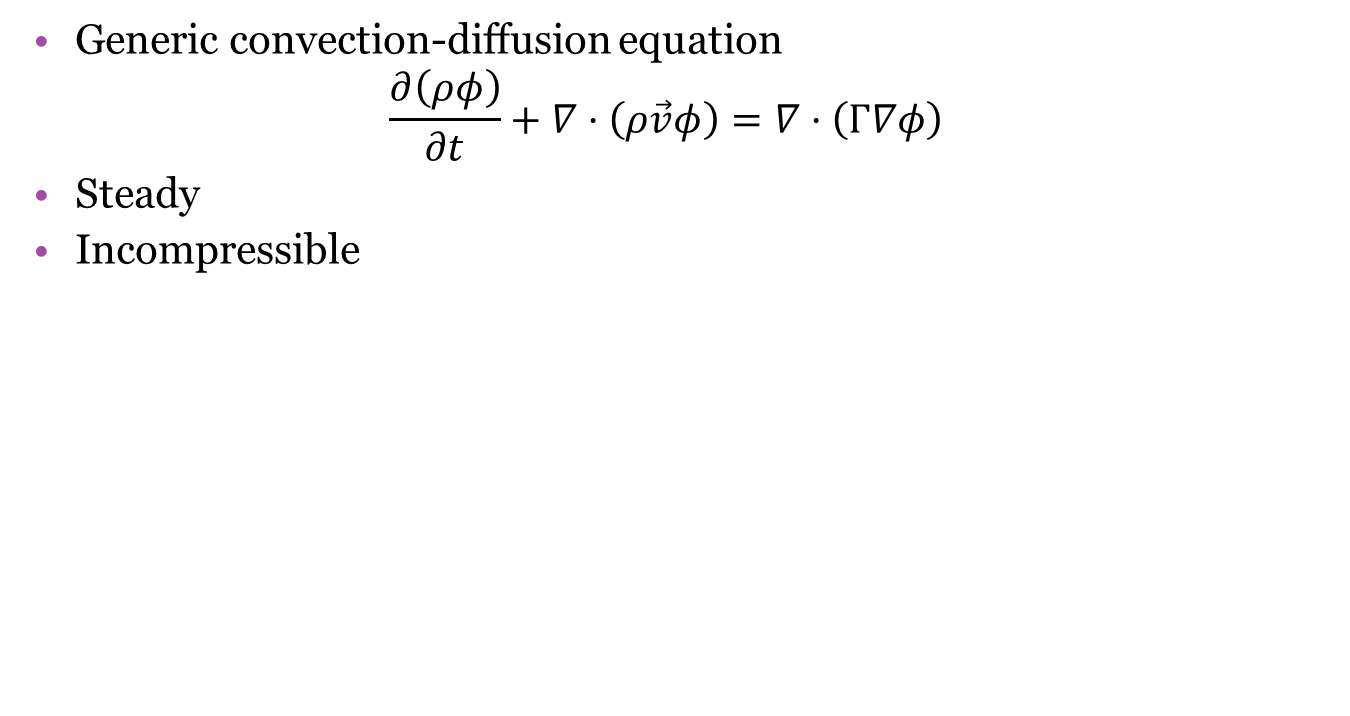 • Generic convection-diffusion equation
∂(ρϕ)/∂t + ∇ · (ρv⃗ϕ) = ∇ · (Γ∇ϕ)
• Steady
• Incompressible